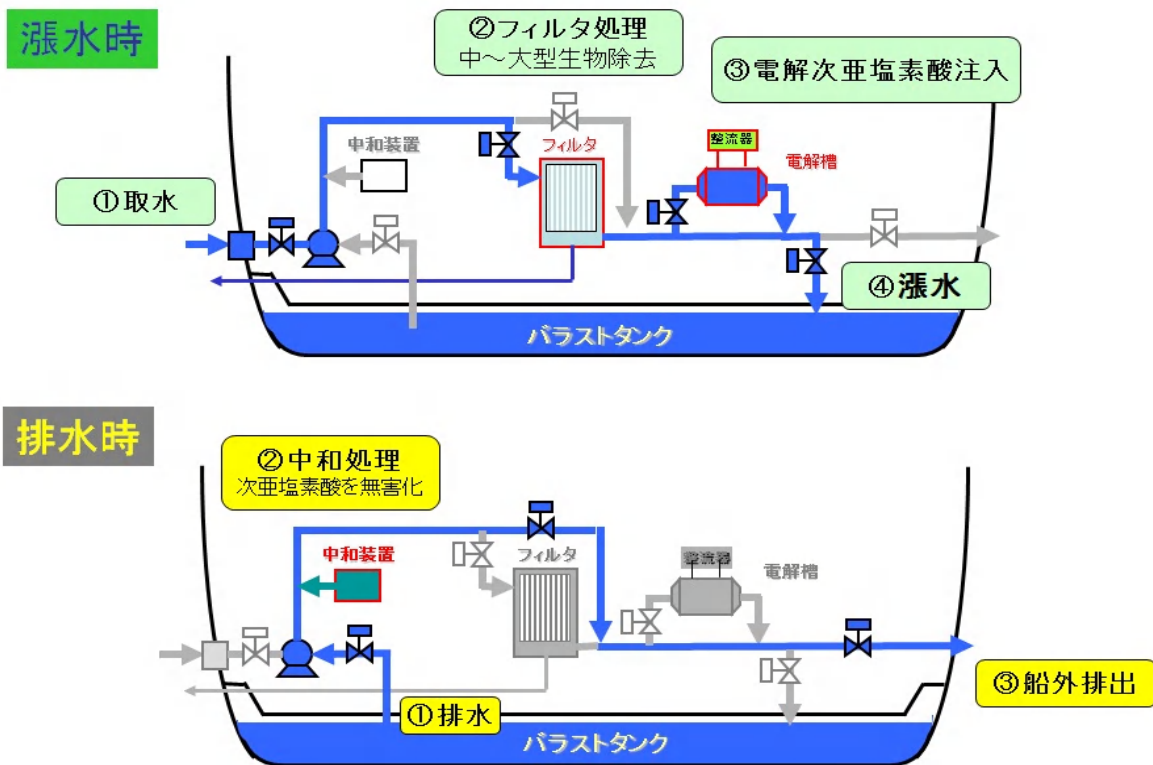 漲水時
②フィルタ処理
中～大型生物除去
③電解次亜塩素酸注入
中和装置
フィルタ
整流器
電解槽
①取水
④漲水
バラストタンク
排水時
②中和処理
次亜塩素酸を無害化
中和装置
フィルタ
整流器
電解槽
③船外排出
①排水
バラストタンク